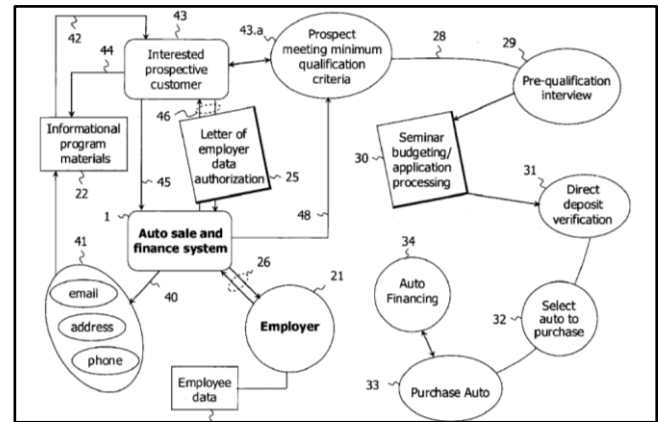 42
43
44
Interested
prospective
customer
43.a
Prospect
meeting minimum
qualification
criteria
28
29
Pre-qualification
interview
46
Letter of
employer
data
authorization
25
Informational
program
materials
22
45
30
Seminar
budgeting/
application
processing
31
Direct
deposit
verification
48
1
Auto sale and
finance system
41
email
address
phone
40
26
21
Employer
Employee
data
34
Auto
Financing
32
Select
auto to
purchase
33
Purchase Auto